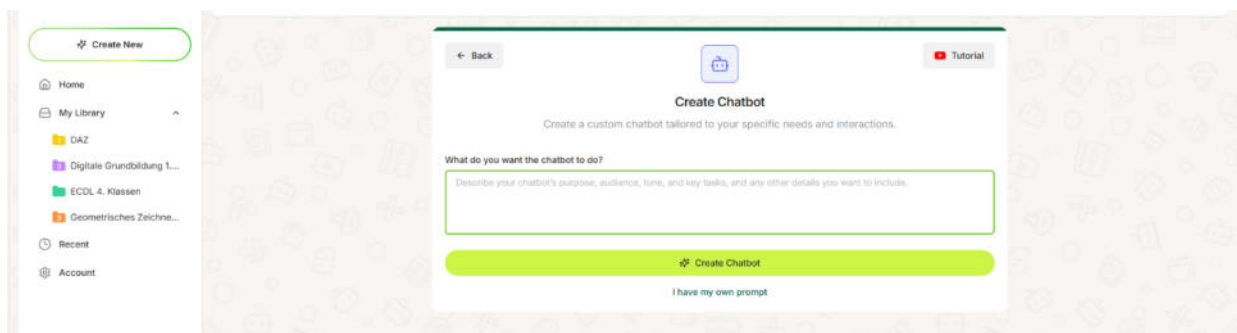 Create New
Home
My Library
DAZ
Digitale Grundbildung 1....
ECDL 4. Klassen
Geometrisches Zeichne...
Recent
Account
← Back
Tutorial
Create Chatbot
Create a custom chatbot tailored to your specific needs and interactions.
What do you want the chatbot to do?
Describe your chatbot's purpose, audience, tone, and key tasks, and any other details you want to include.
Create Chatbot
I have my own prompt